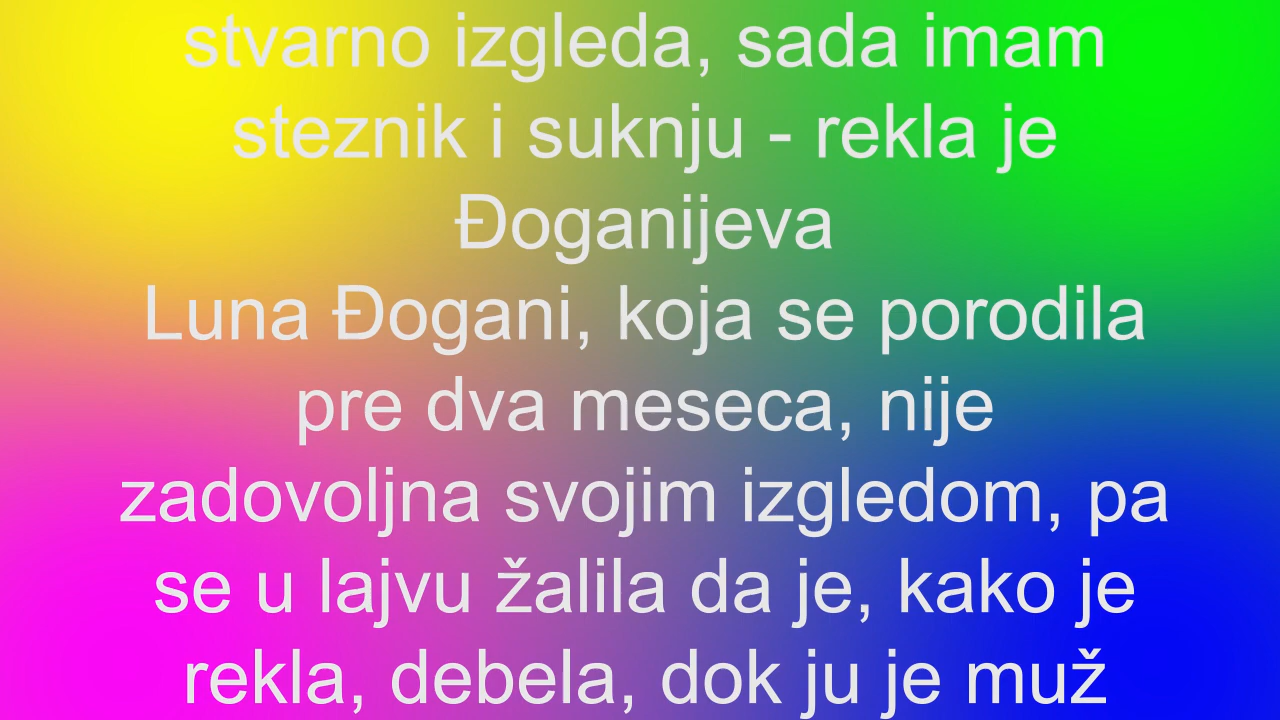 stvarno izgleda, sada imam
steznik i suknju - rekla je
Đoganijeva
Luna Đogani, koja se porodila
pre dva meseca, nije
zadovoljna svojim izgledom, pa
se u lajvu žalila da je, kako je
rekla, debela, dok ju je muž